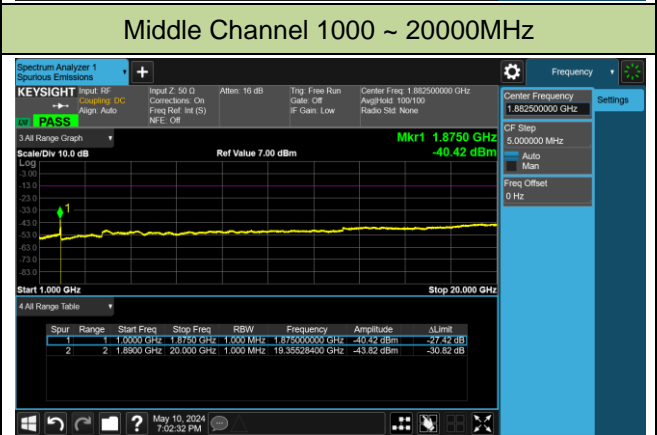 Middle Channel 1000 ~ 20000MHz
Spectrum Analyzer 1
Spurious Emissions
+
Frequency
KEYSIGHT Input: RF Input Z: 50 Ω Atten: 16 dB Trig: Free Run Center Freq: 1.882500000 GHz
Coupling: DC Corrections: On Gate: Off Avg|Hold: 100/100
Align: Auto Freq Ref: Int (S) IF Gain: Low Radio Std: None
NFE: Off
PASS
Center Frequency
1.882500000 GHz
Settings
CF Step
5.000000 MHz
Auto
Man
Freq Offset
0 Hz
3 All Range Graph
Mkr1 1.8750 GHz
Scale/Div 10.0 dB Ref Value 7.00 dBm -40.42 dBm
Log
-3.00
-13.0
-23.0
-33.0
-43.0
-53.0
-63.0
-73.0
-83.0
1
Start 1.000 GHz Stop 20.000 GHz
4 All Range Table
Spur Range Start Freq Stop Freq RBW Frequency Amplitude ΔLimit
1 1 1.0000 GHz 1.8750 GHz 1.000 MHz 1.875000000 GHz -40.42 dBm -27.42 dB
2 2 1.8900 GHz 20.000 GHz 1.000 MHz 19.35528400 GHz -43.82 dBm -30.82 dB
?
May 10, 2024
7:02:32 PM